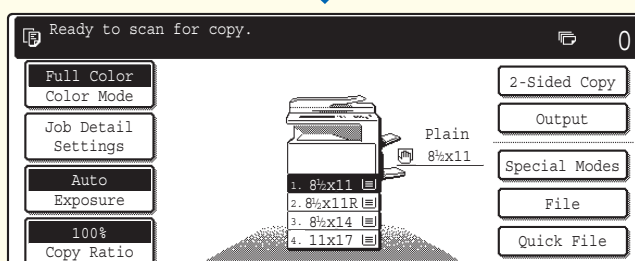 Ready to scan for copy.
0
Full Color
Color Mode
Job Detail
Settings
Auto
Exposure
100%
Copy Ratio
1. 8½x11
2. 8½x11R
3. 8½x14
4. 11x17
Plain
8½x11
2-Sided Copy
Output
Special Modes
File
Quick File